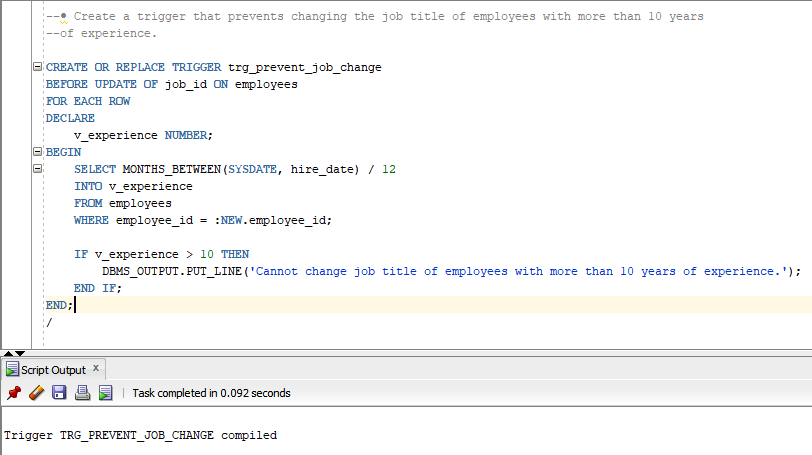 --● Create a trigger that prevents changing the job title of employees with more than 10 years
--of experience.
CREATE OR REPLACE TRIGGER trg_prevent_job_change
BEFORE UPDATE OF job_id ON employees
FOR EACH ROW
DECLARE
    v_experience NUMBER;
BEGIN
    SELECT MONTHS_BETWEEN(SYSDATE, hire_date) / 12
    INTO v_experience
    FROM employees
    WHERE employee_id = :NEW.employee_id;
    IF v_experience > 10 THEN
        DBMS_OUTPUT.PUT_LINE('Cannot change job title of employees with more than 10 years of experience.');
    END IF;
END;
/
Script Output x
Task completed in 0.092 seconds
Trigger TRG_PREVENT_JOB_CHANGE compiled